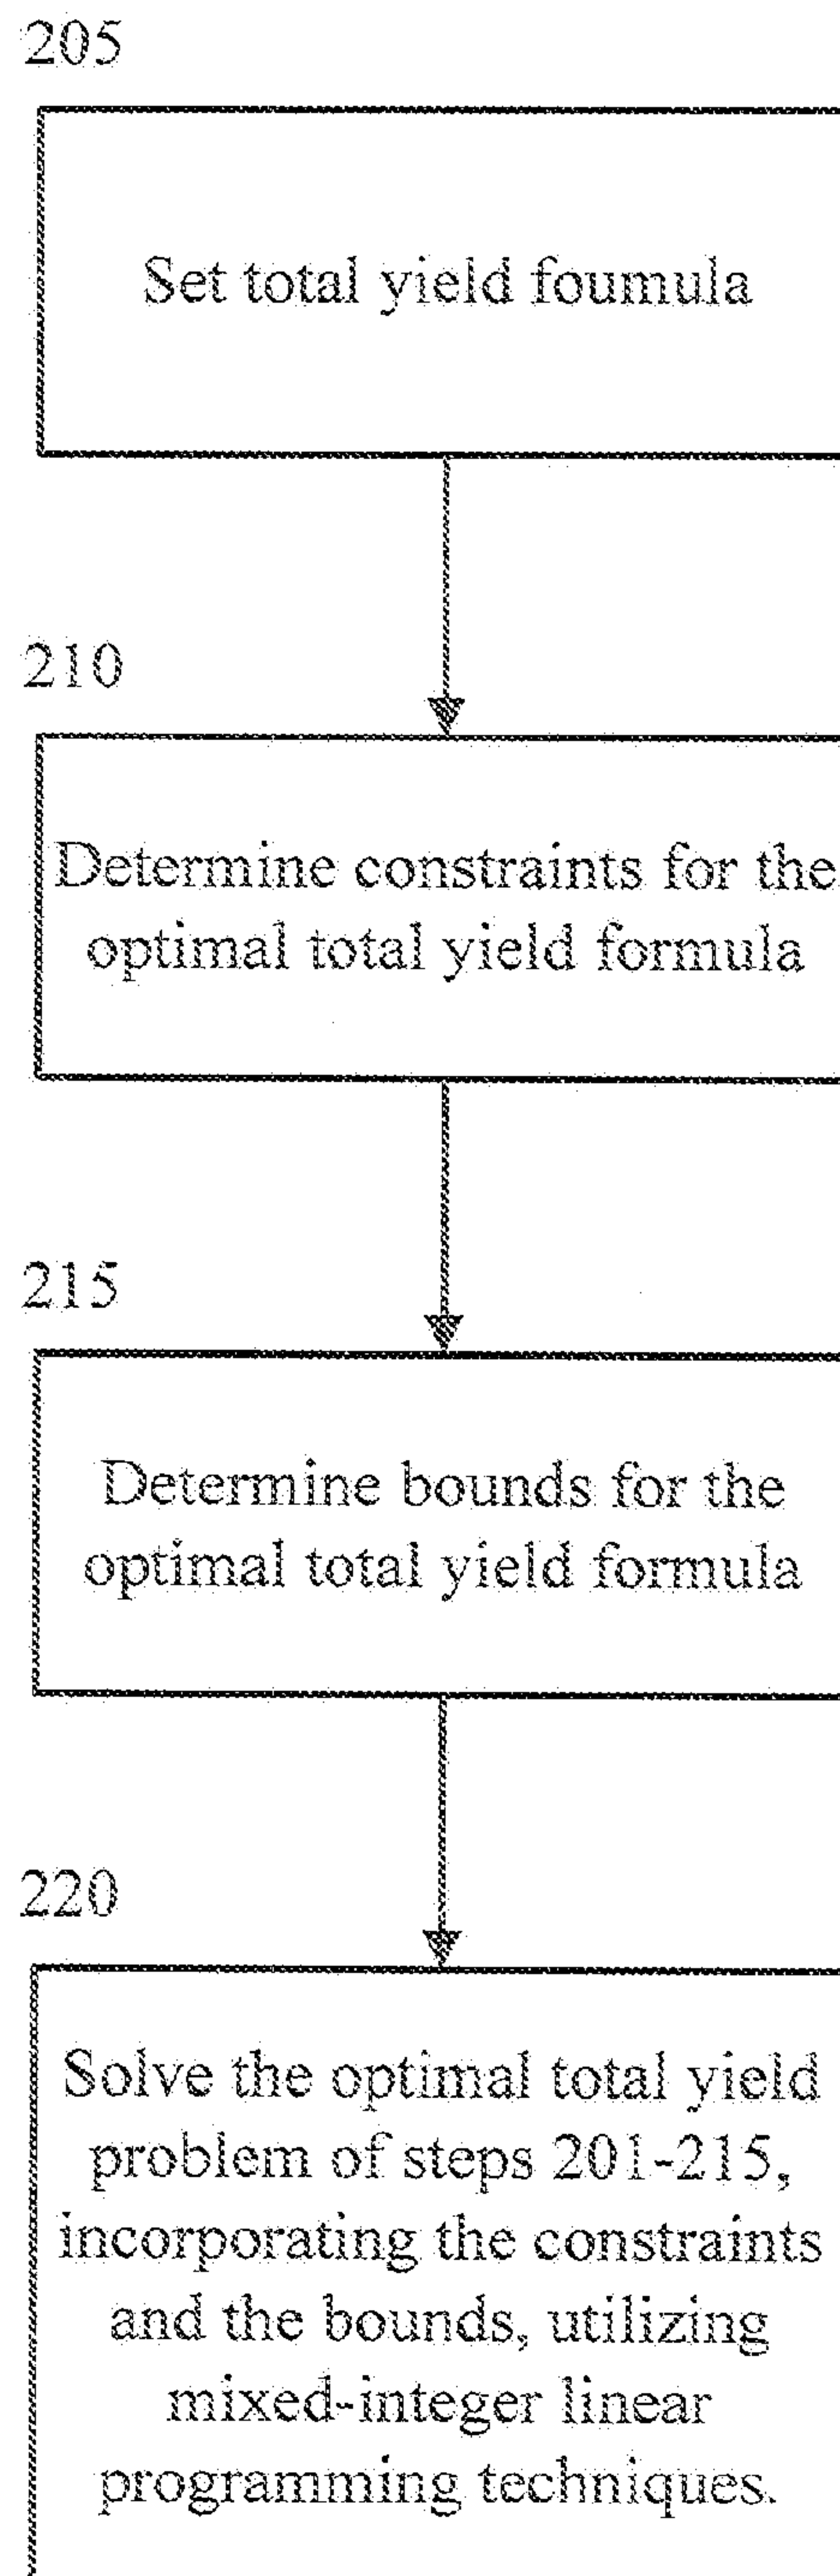 205
Set total yield foumula
210
Determine constraints for the
optimal total yield formula
215
Determine bounds for the
optimal total yield formula
220
Solve the optimal total yield
problem of steps 201-215,
incorporating the constraints
and the bounds, utilizing
mixed-integer linear
programming techniques.